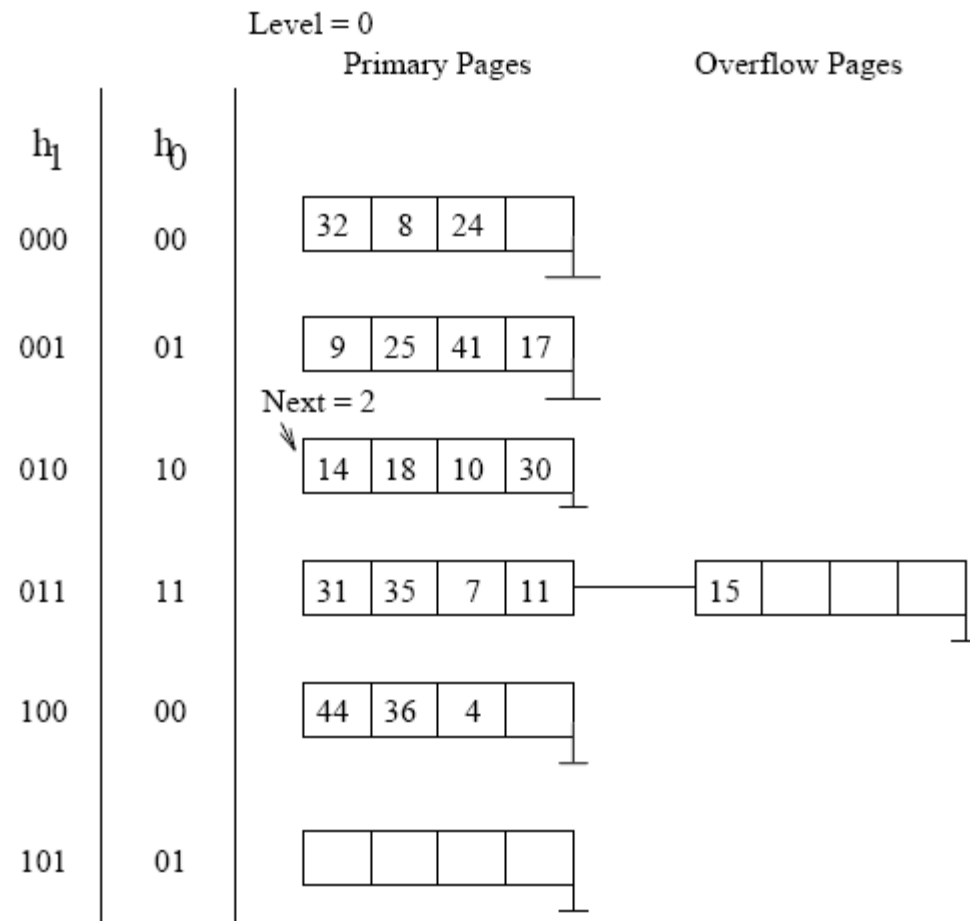 Level = 0
Primary Pages Overflow Pages
h1 h0
000 00 32 8 24
001 01 9 25 41 17
Next = 2
010 10 14 18 10 30
011 11 31 35 7 11 15
100 00 44 36 4
101 01